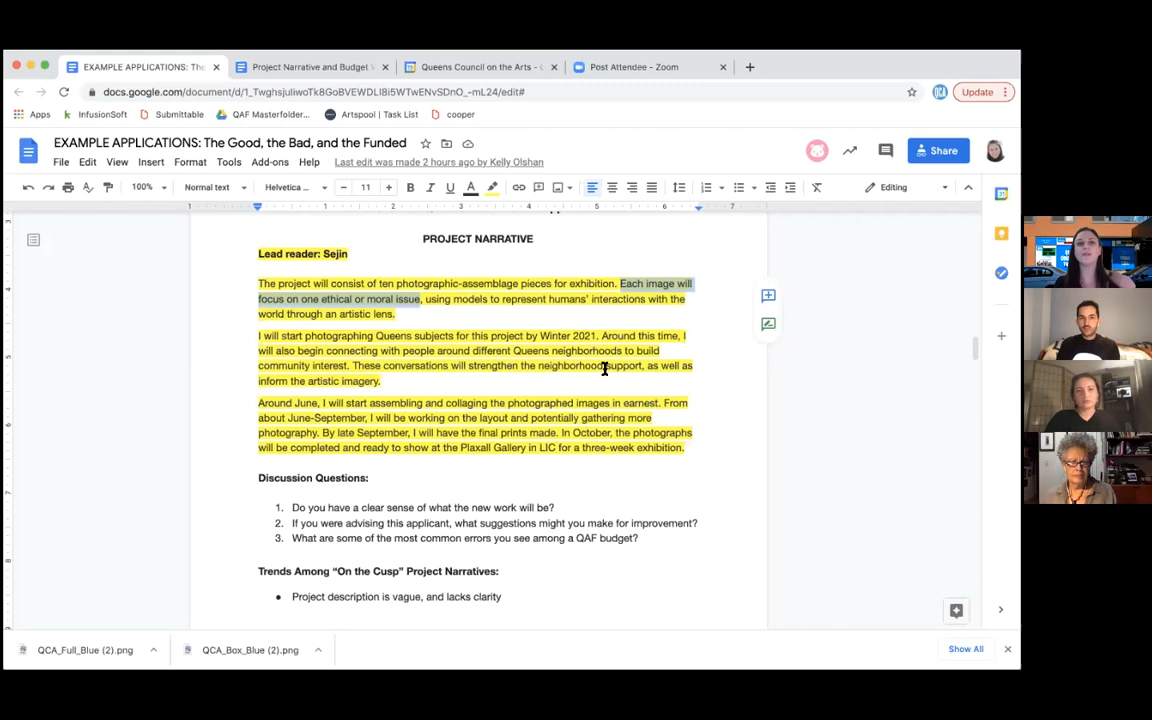 EXAMPLE APPLICATIONS: The
Project Narrative and Budget
Queens Council on the Arts -
Post Attendee - Zoom
docs.google.com/document/d/1_TwghsjuliwoTk8GoBVEWDLI8i5WTwENvSDnO_-mL24/edit#
Update
Apps
InfusionSoft
Submittable
QAF Masterfolder...
Artspool | Task List
cooper
EXAMPLE APPLICATIONS: The Good, the Bad, and the Funded
File Edit View Insert Format Tools Add-ons Help Last edit was made 2 hours ago by Kelly Olshan
Share
100% Normal text Helvetica ... 11 B I U A Editing
1 1 2 3 4 5 6 7
PROJECT NARRATIVE
Lead reader: Sejin
The project will consist of ten photographic-assemblage pieces for exhibition. Each image will
focus on one ethical or moral issue, using models to represent humans' interactions with the
world through an artistic lens.
I will start photographing Queens subjects for this project by Winter 2021. Around this time, I
will also begin connecting with people around different Queens neighborhoods to build
community interest. These conversations will strengthen the neighborhood support, as well as
inform the artistic imagery.
Around June, I will start assembling and collaging the photographed images in earnest. From
about June-September, I will be working on the layout and potentially gathering more
photography. By late September, I will have the final prints made. In October, the photographs
will be completed and ready to show at the Plaxall Gallery in LIC for a three-week exhibition.
Discussion Questions:
1. Do you have a clear sense of what the new work will be?
2. If you were advising this applicant, what suggestions might you make for improvement?
3. What are some of the most common errors you see among a QAF budget?
Trends Among “On the Cusp” Project Narratives:
● Project description is vague, and lacks clarity
QCA_Full_Blue (2).png
QCA_Box_Blue (2).png
Show All